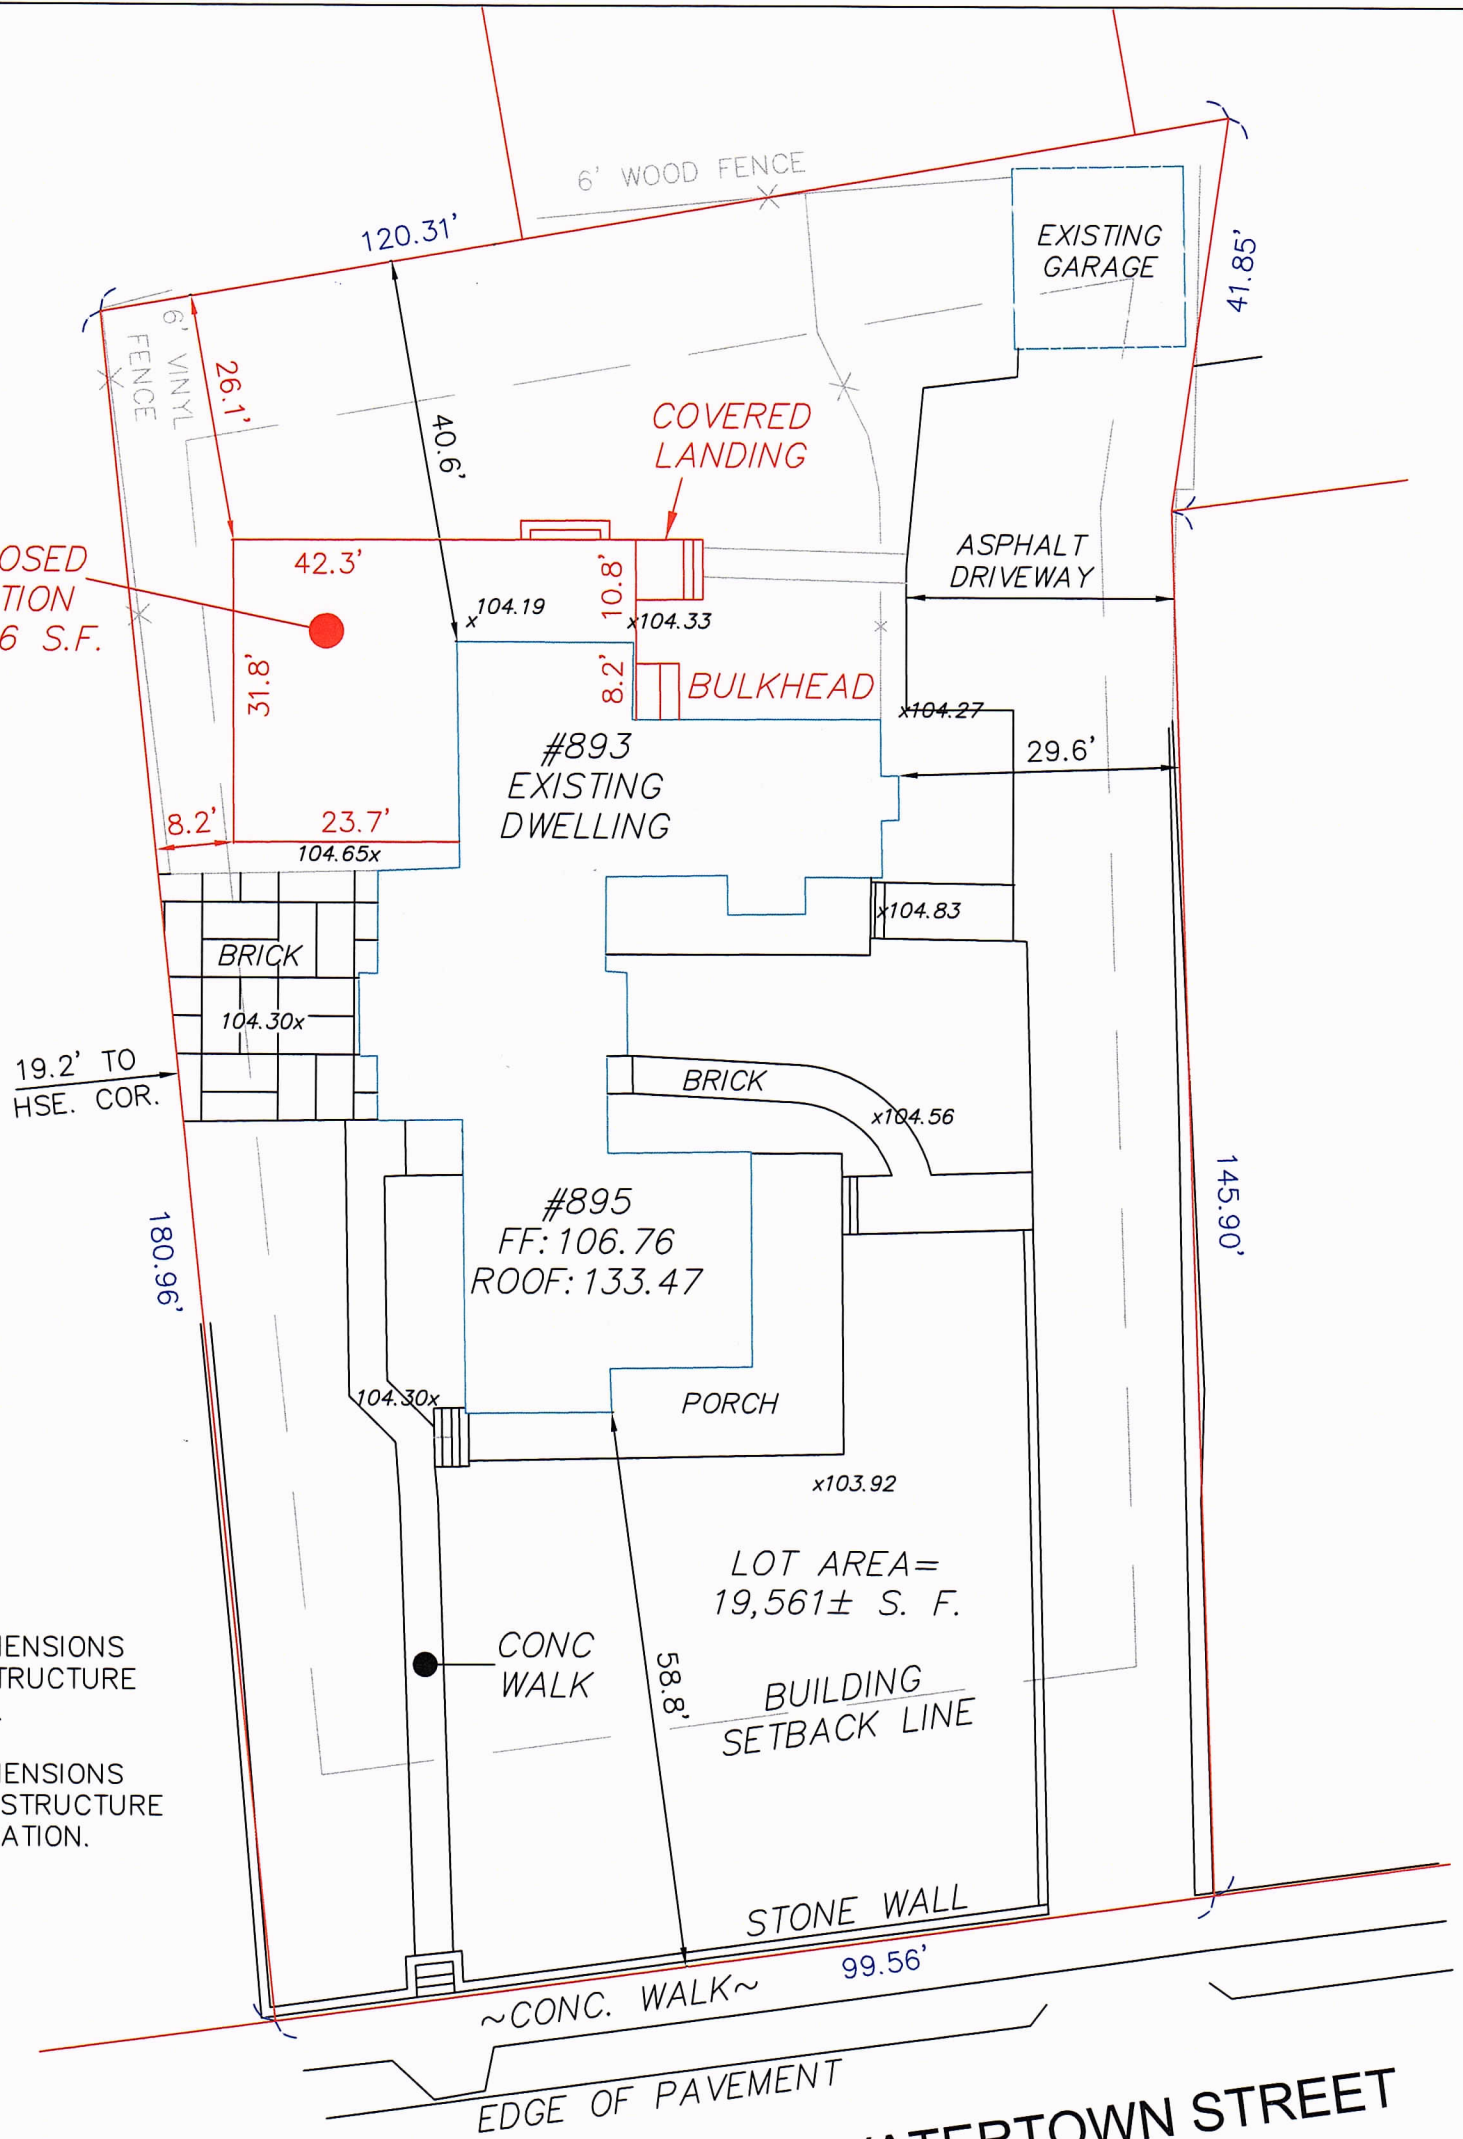 6' WOOD FENCE
120.31'
EXISTING
GARAGE
41.85'
6' VINYL
FENCE
26.1'
40.6'
COVERED
LANDING
OSED
TION
6 S.F.
42.3'
10.8'
ASPHALT
DRIVEWAY
x104.19
x104.33
31.8'
8.2'
BULKHEAD
x104.27
#893
EXISTING
DWELLING
29.6'
8.2'
23.7'
104.65x
x104.83
BRICK
104.30x
19.2' TO
HSE. COR.
BRICK
x104.56
#895
FF: 106.76
ROOF: 133.47
180.96'
145.90'
104.30x
PORCH
x103.92
LOT AREA=
19,561± S. F.
ENSIONS
TRUCTURE
CONC
WALK
58.8'
BUILDING
SETBACK LINE
ENSIONS
STRUCTURE
ATION.
STONE WALL
99.56'
~CONC. WALK~
EDGE OF PAVEMENT
ATERTOWN STREET